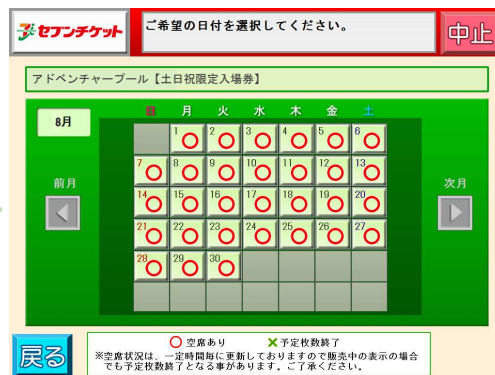 セブンチケット
ご希望の日付を選択してください。
中止
アドベンチャープール【土日祝限定入場券】
8月
日 月 火 水 木 金 土
1 2 3 4 5 6
7 8 9 10 11 12 13
14 15 16 17 18 19 20
21 22 23 24 25 26 27
28 29 30
前月
次月
戻る
○ 空席あり ×予定枚数終了
※空席状況は、一定時間毎に更新しておりますので販売中の表示の場合
でも予定枚数終了となる事があります。ご了承ください。